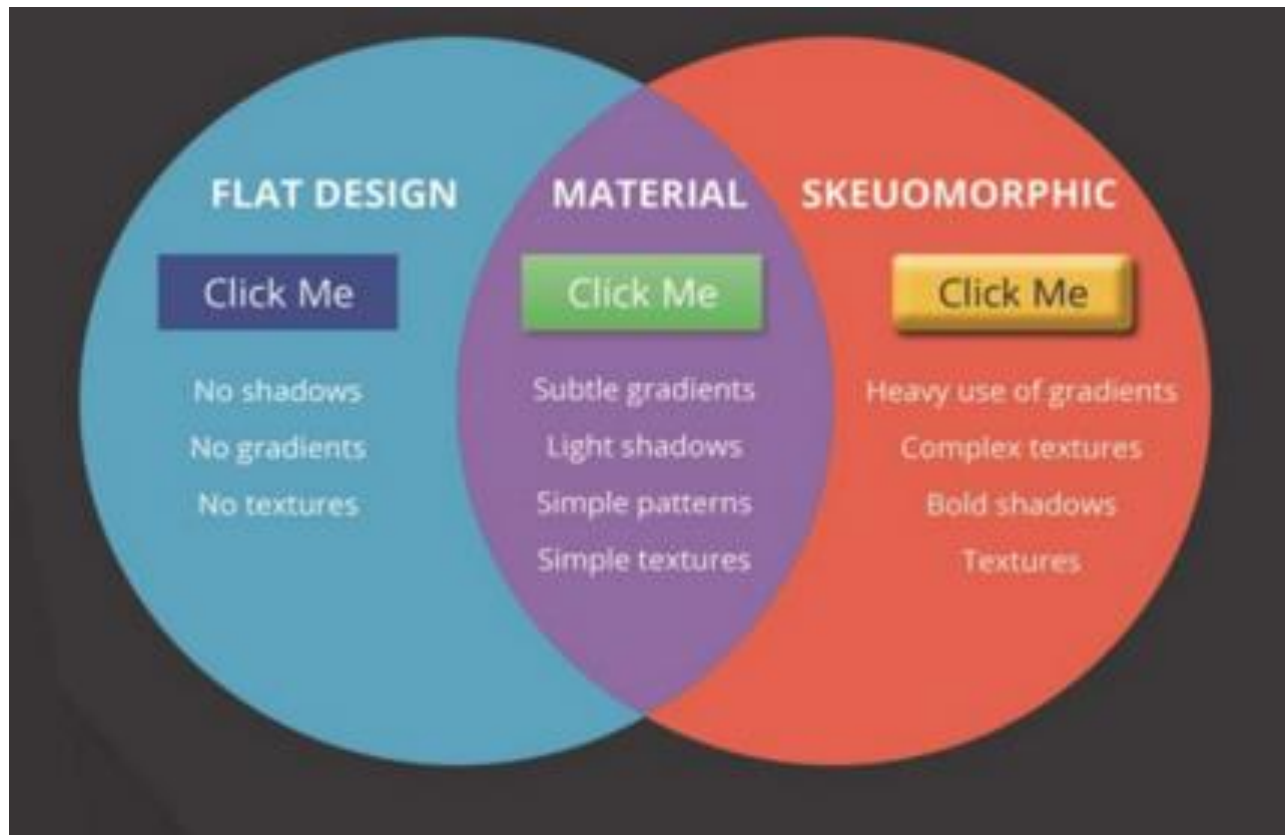 FLAT DESIGN
Click Me
No shadows
No gradients
No textures
MATERIAL
Click Me
Subtle gradients
Light shadows
Simple patterns
Simple textures
SKEUOMORPHIC
Click Me
Heavy use of gradients
Complex textures
Bold shadows
Textures